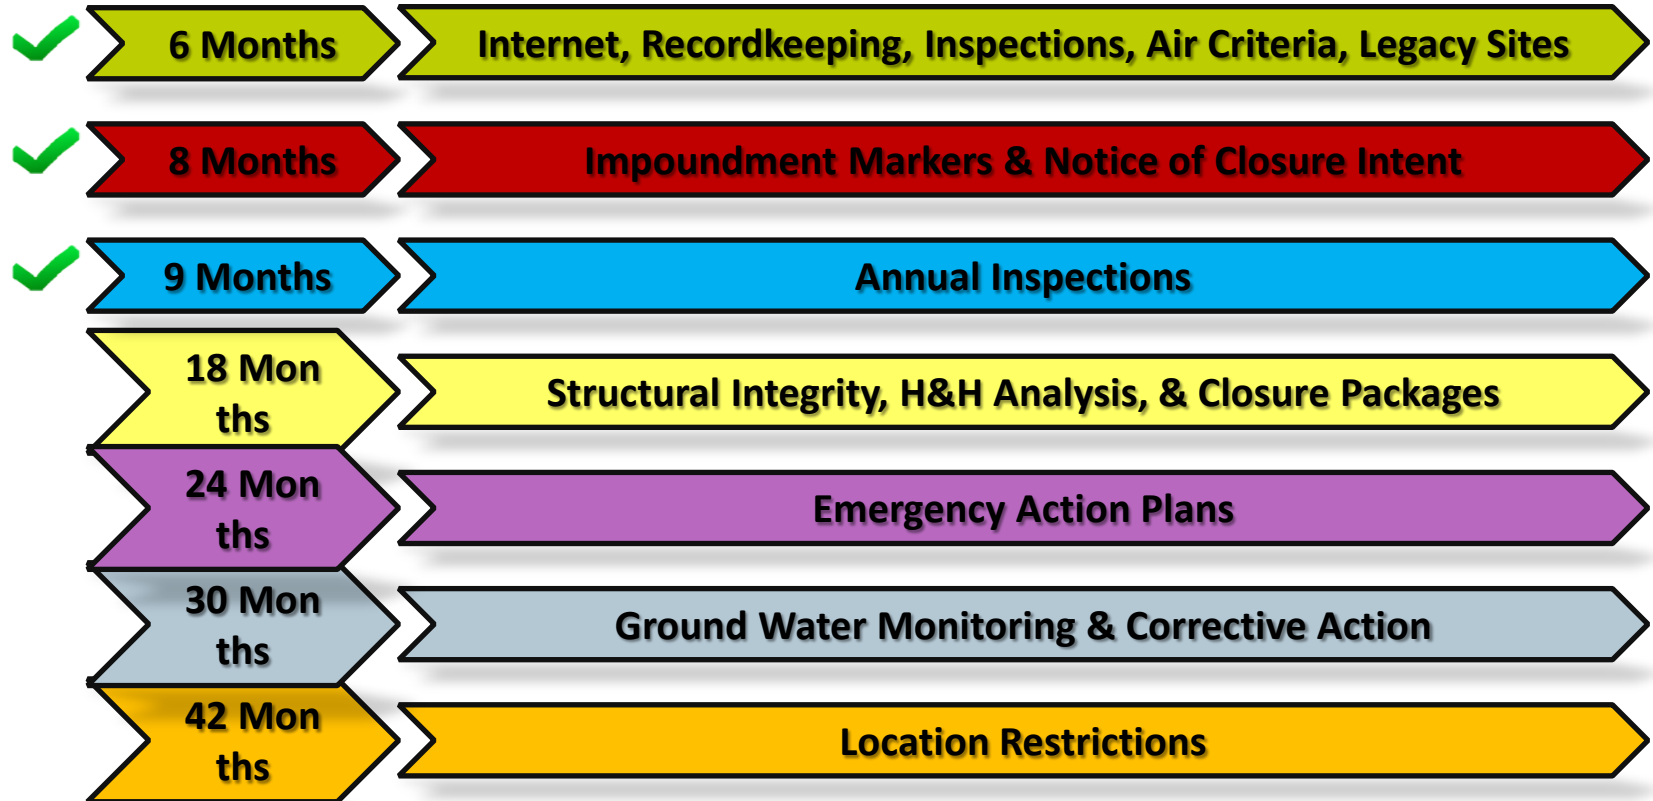 6 Months
Internet, Recordkeeping, Inspections, Air Criteria, Legacy Sites
8 Months
Impoundment Markers & Notice of Closure Intent
9 Months
Annual Inspections
18 Mon
ths
Structural Integrity, H&H Analysis, & Closure Packages
24 Mon
ths
Emergency Action Plans
30 Mon
ths
Ground Water Monitoring & Corrective Action
42 Mon
ths
Location Restrictions